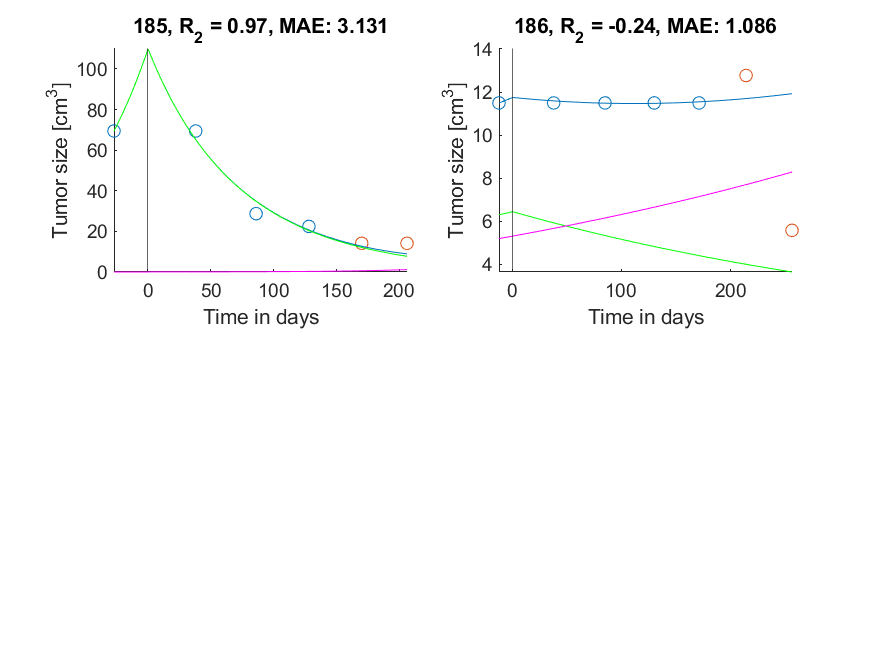 185, R2 = 0.97, MAE: 3.131
Tumor size [cm3]
100
80
60
40
20
0
0 50 100 150 200
Time in days
186, R2 = -0.24, MAE: 1.086
Tumor size [cm3]
14
12
10
8
6
4
0 100 200
Time in days